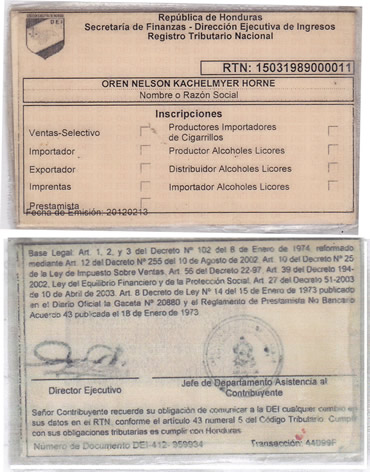 República de Honduras
Secretaría de Finanzas - Dirección Ejecutiva de Ingresos
Registro Tributario Nacional
DEI
RTN: 15031989000011
OREN NELSON KACHELMYER HORNE
Nombre o Razón Social
Inscripciones
Ventas-Selectivo
Productores Importadores de Cigarrillos
Importador
Productor Alcoholes Licores
Exportador
Distribuidor Alcoholes Licores
Imprentas
Importador Alcoholes Licores
Prestamista
Fecha de Emisión: 20120213
Base Legal: Art. 1, 2, y 3 del Decreto Nº 102 del 8 de Enero de 1974, reformado
mediante Art. 12 del Decreto Nº 255 del 10 de Agosto de 2002. Art. 10 del Decreto Nº 25
de la Ley de Impuesto Sobre Ventas, Art. 56 del Decreto 22-97, Art. 39 del Decreto 194-
2002, Ley del Equilibrio Financiero y de la Protección Social. Art. 27 del Decreto 51-2003
de 10 de Abril de 2003. Art. 8 Decreto de Ley Nº 14 del 15 de Enero de 1973 publicado
en el Diario Oficial la Gaceta Nº 20880 y el Reglamento de Prestamista No Bancario
Acuerdo 43 publicada el 18 de Enero de 1973
Director Ejecutivo
Jefe de Departamento Asistencia al
Contribuyente
Señor Contribuyente recuerde su obligación de comunicar a la DEI cualquier cambio en
sus datos en el RTN, conforme el artículo 43 numeral 5 del Código Tributario. Cumplir
con sus obligaciones tributarias es cumplir con Honduras
Número de Documento DEI-412- 959934
Transacción: 44099F